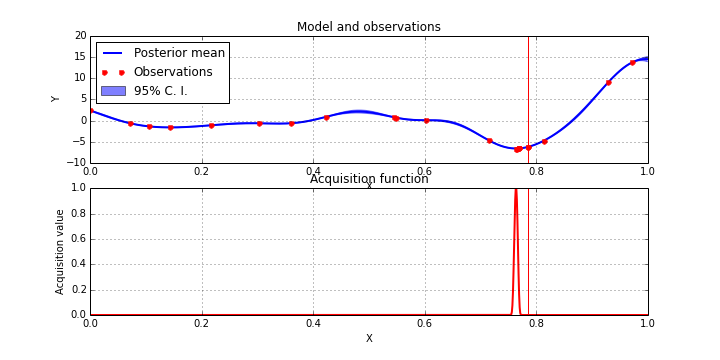 Model and observations
20
15
10
5
0
−5
−10
Y
Posterior mean
Observations
95% C. I.
0.0 0.2 0.4 0.6 0.8 1.0
X
Acquisition function
1.0
0.8
0.6
0.4
0.2
0.0
Acquisition value
0.0 0.2 0.4 0.6 0.8 1.0
X